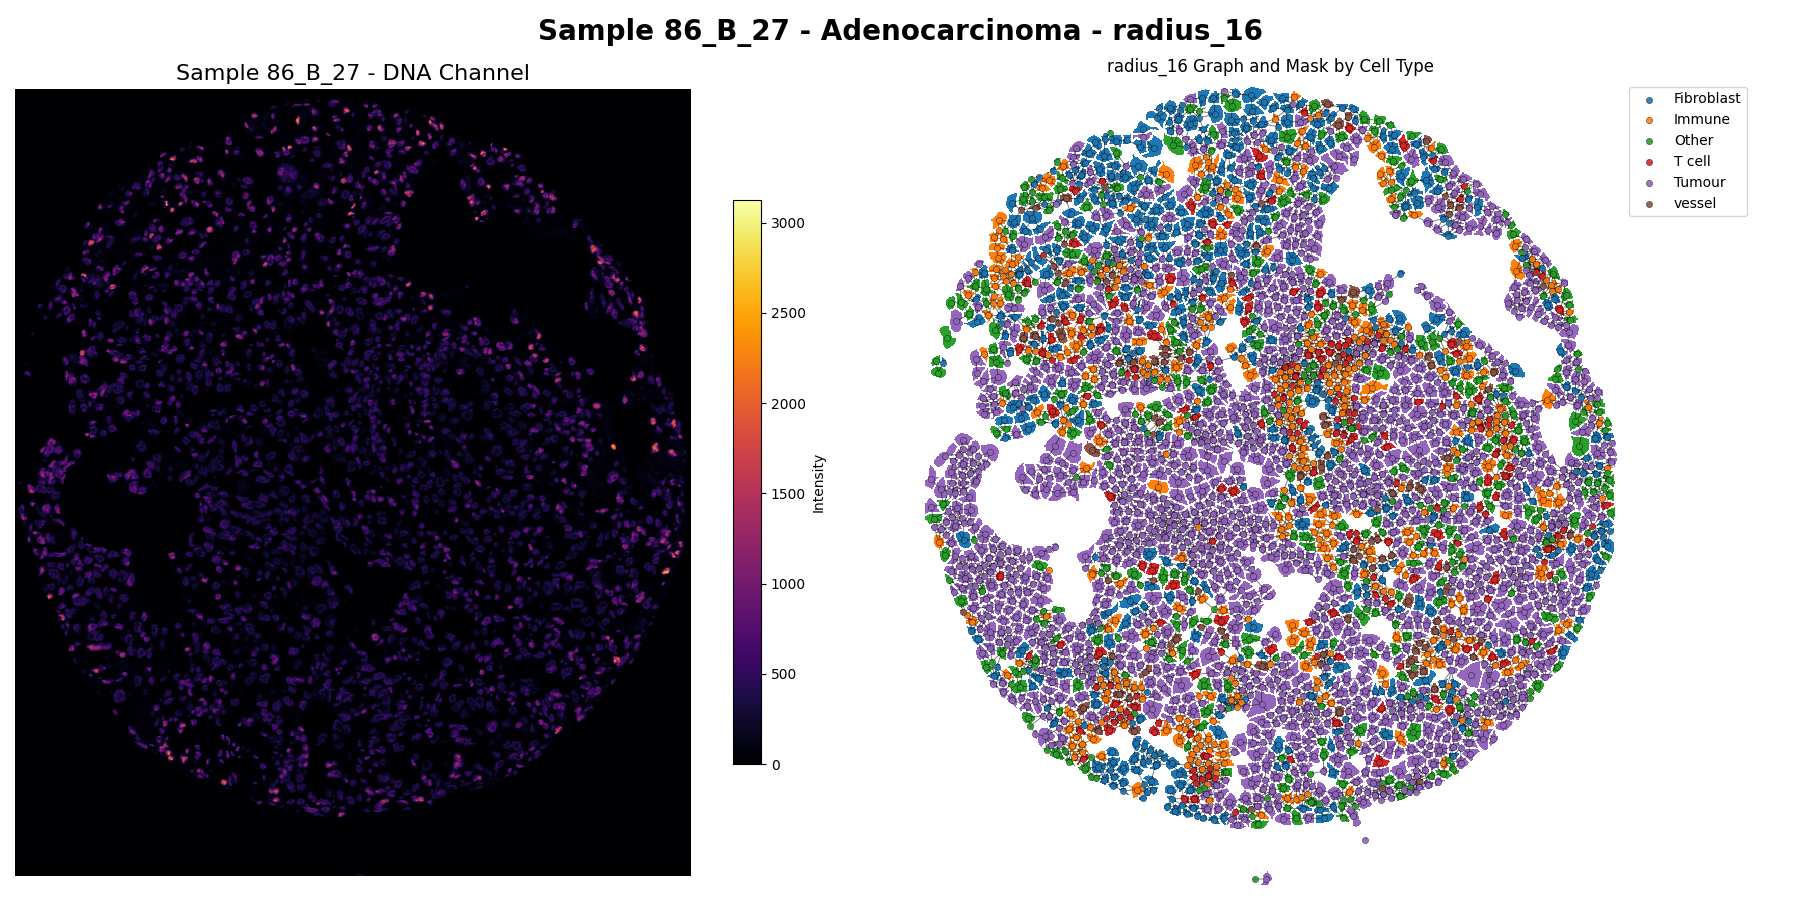 Sample 86_B_27 - Adenocarcinoma - radius_16
Sample 86_B_27 - DNA Channel
radius_16 Graph and Mask by Cell Type
Fibroblast
Immune
Other
T cell
Tumour
vessel
3000
2500
2000
1500
1000
500
0
Intensity